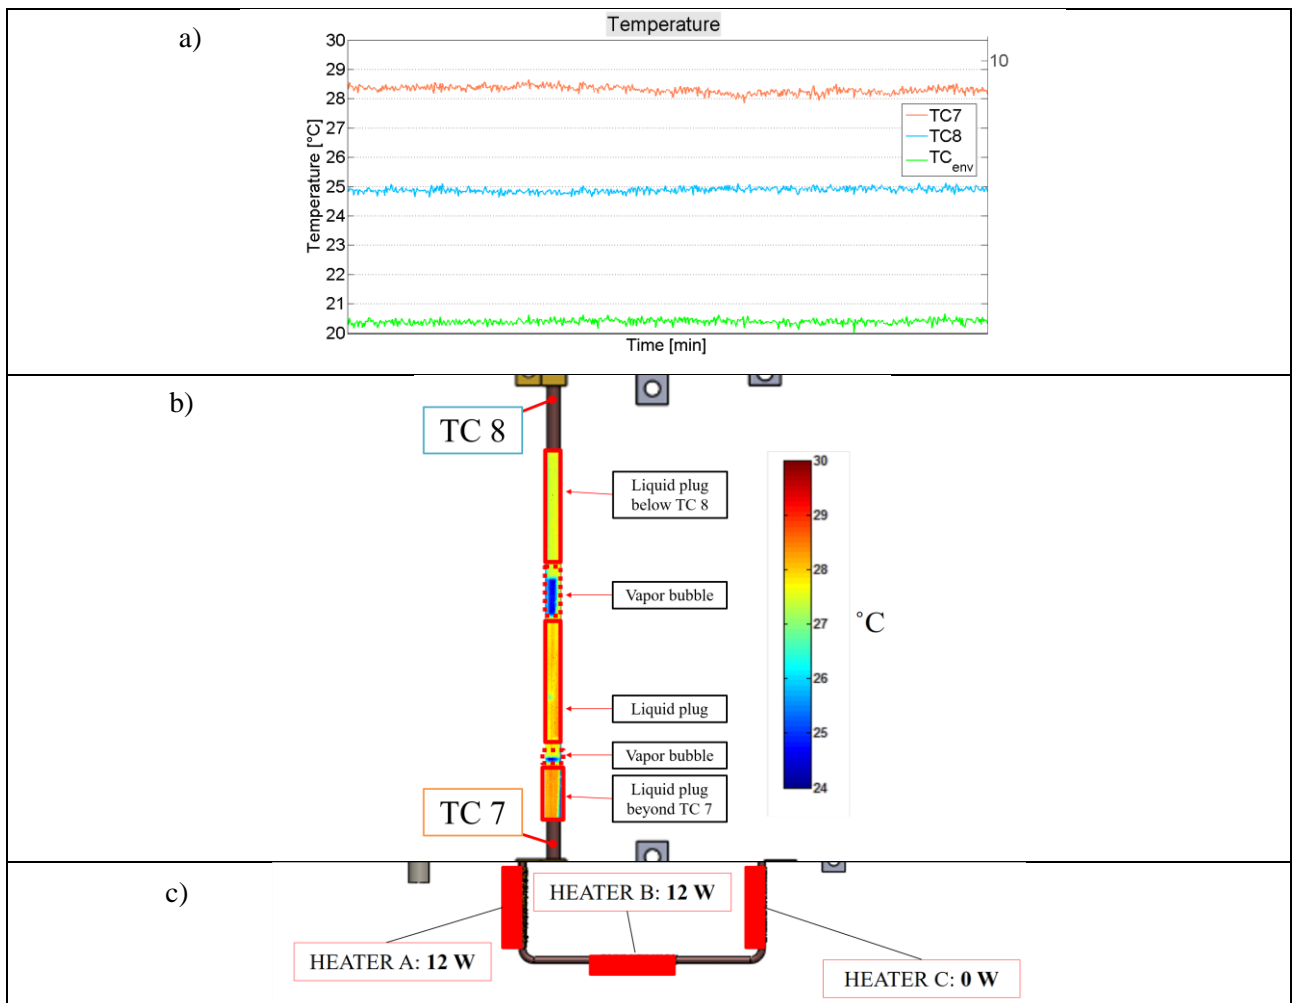 a)
Temperature
30
29
28
27
26
25
24
23
22
21
20
Temperature [°C]
10
TC7
TC8
TCenv
Time [min]
b)
TC 8
Liquid plug
below TC 8
Vapor bubble
Liquid plug
Vapor bubble
Liquid plug
beyond TC 7
TC 7
30
29
28
27
26
25
24
°C
c)
HEATER B: 12 W
HEATER A: 12 W
HEATER C: 0 W